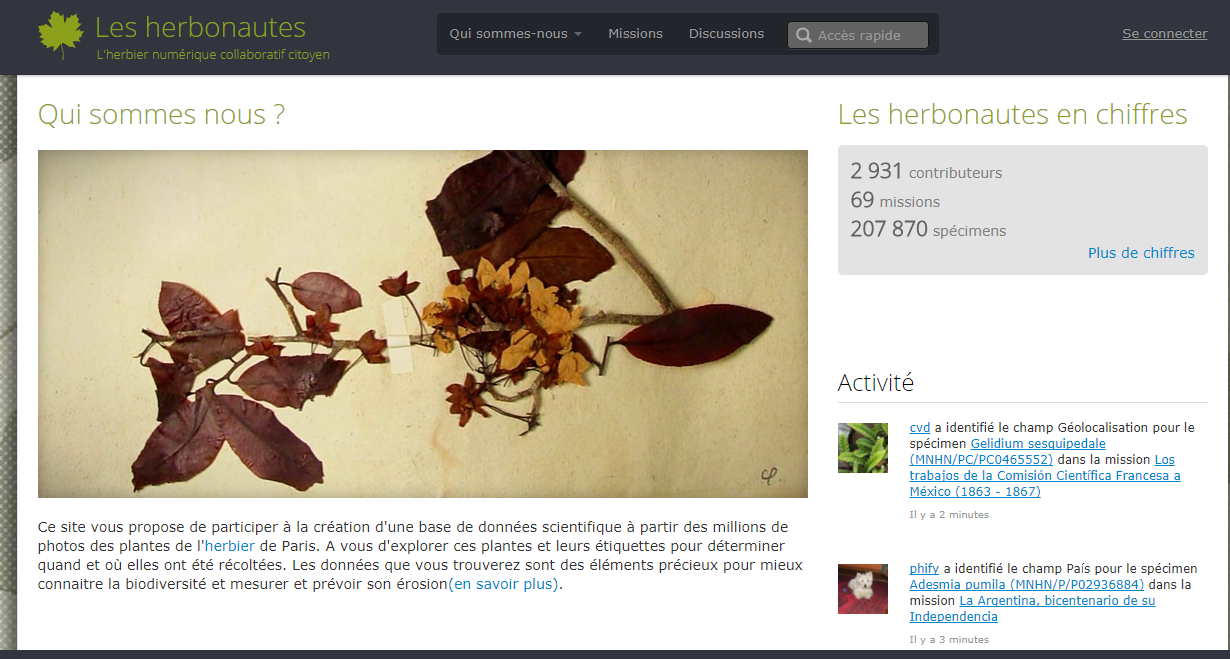 Les herbonautes
L'herbier numérique collaboratif citoyen
Qui sommes-nous
Missions
Discussions
Accès rapide
Se connecter
Qui sommes nous ?
Ce site vous propose de participer à la création d'une base de données scientifique à partir des millions de
photos des plantes de l'herbier de Paris. A vous d'explorer ces plantes et leurs étiquettes pour déterminer
quand et où elles ont été récoltées. Les données que vous trouverez sont des éléments précieux pour mieux
connaitre la biodiversité et mesurer et prévoir son érosion(en savoir plus).
Les herbonautes en chiffres
2 931 contributeurs
69 missions
207 870 spécimens
Plus de chiffres
Activité
cvd a identifié le champ Géolocalisation pour le
spécimen Gelidium sesquipedale
(MNHN/PC/PC0465552) dans la mission Los
trabajos de la Comisión Científica Francesa a
México (1863 - 1867)
Il y a 2 minutes
phify a identifié le champ País pour le spécimen
Adesmia pumila (MNHN/P/P02936884) dans la
mission La Argentina, bicentenario de su
Independencia
Il y a 3 minutes